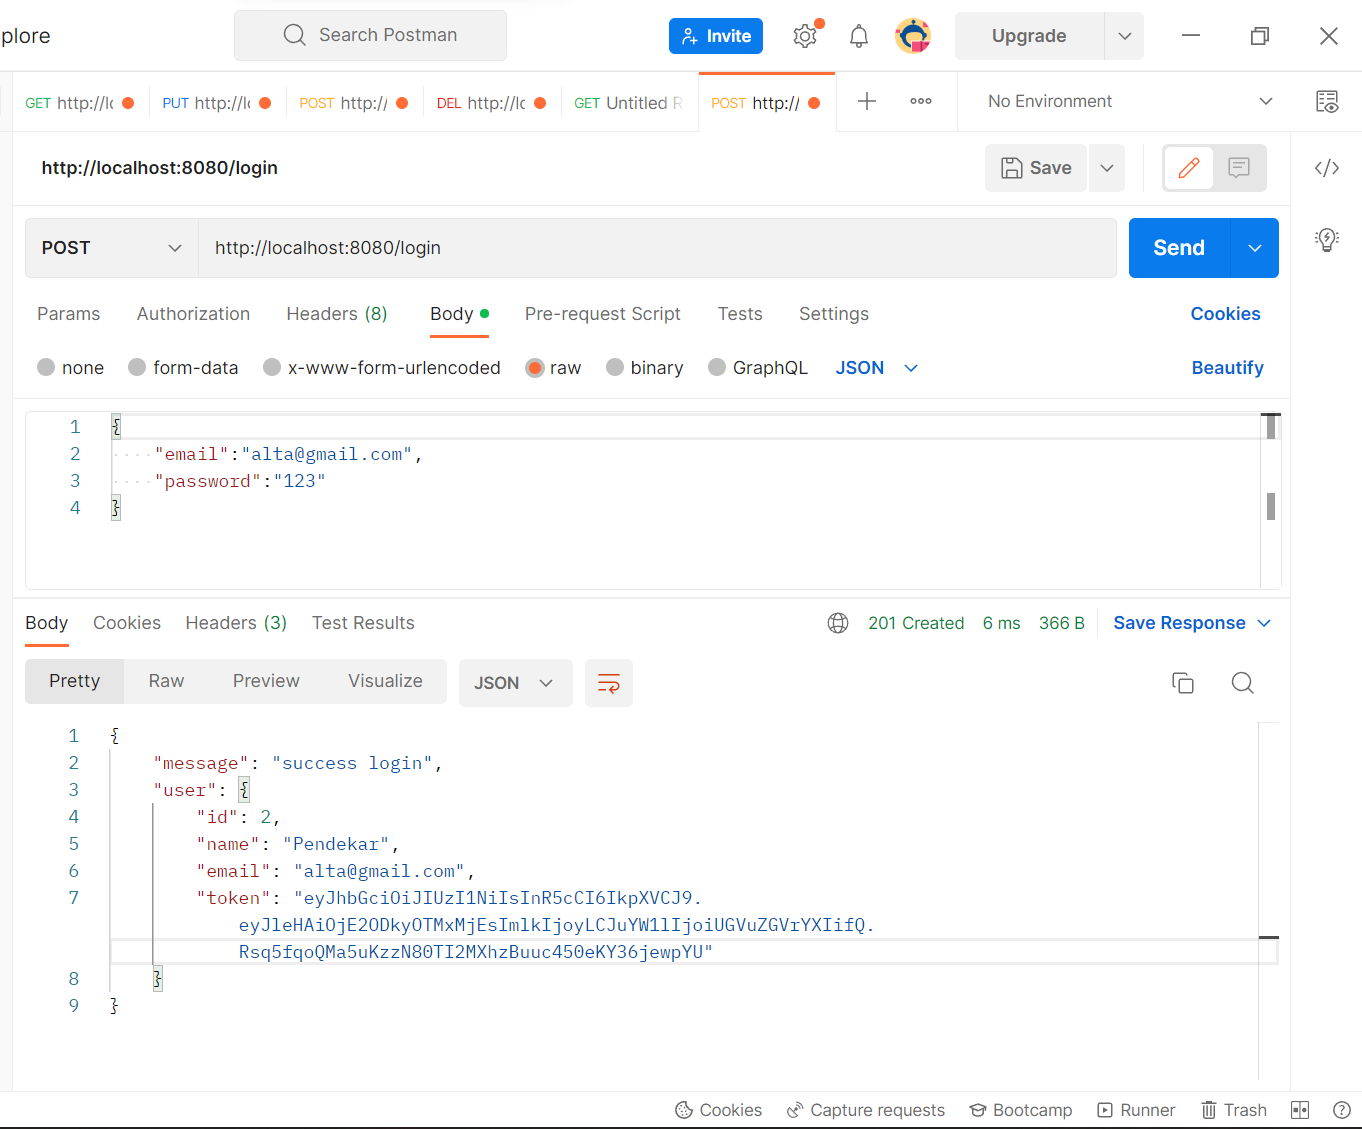 plore
Search Postman
Invite
Upgrade
GET http://lo
PUT http://lo
POST http://
DEL http://lo
GET Untitled R
POST http://
No Environment
http://localhost:8080/login
Save
POST
http://localhost:8080/login
Send
Params Authorization Headers (8) Body Pre-request Script Tests Settings Cookies
none form-data x-www-form-urlencoded raw binary GraphQL JSON Beautify
1 {
2 "email":"alta@gmail.com",
3 "password":"123"
4 }
Body Cookies Headers (3) Test Results 201 Created 6 ms 366 B Save Response
Pretty Raw Preview Visualize JSON
1 {
2 "message": "success login",
3 "user": {
4 "id": 2,
5 "name": "Pendekar",
6 "email": "alta@gmail.com",
7 "token": "eyJhbGciOiJIUzI1NiIsInR5cCI6IkpXVCJ9.
eyJleHAiOjE2ODkyOTMxMjEsImlkIjoyLCJuYW1lIjoiUGVuZGVrYXIifQ.
Rsq5fqoQMa5uKzzN80TI2MXhzBuuc450eKY36jewpYU"
8 }
9 }
Cookies Capture requests Bootcamp Runner Trash